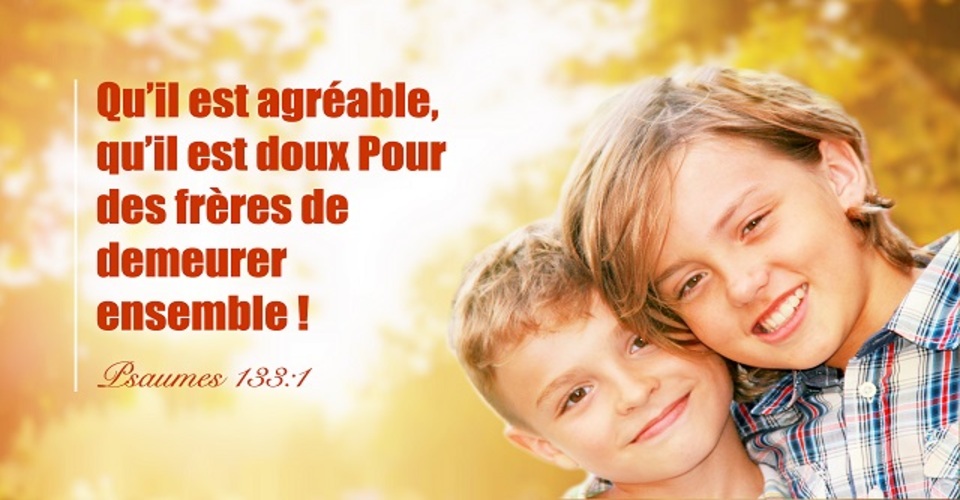 Qu’il est agréable,
qu’il est doux Pour
des frères de
demeurer
ensemble !
Psaumes 133:1